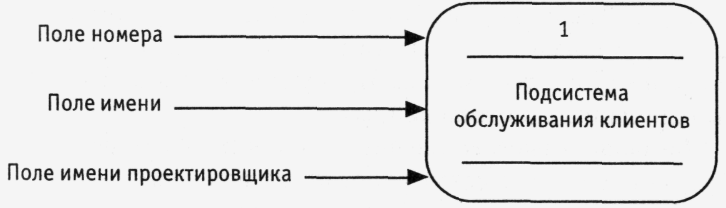 Поле номера
1
Поле имени
Подсистема
обслуживания клиентов
Поле имени проектировщика